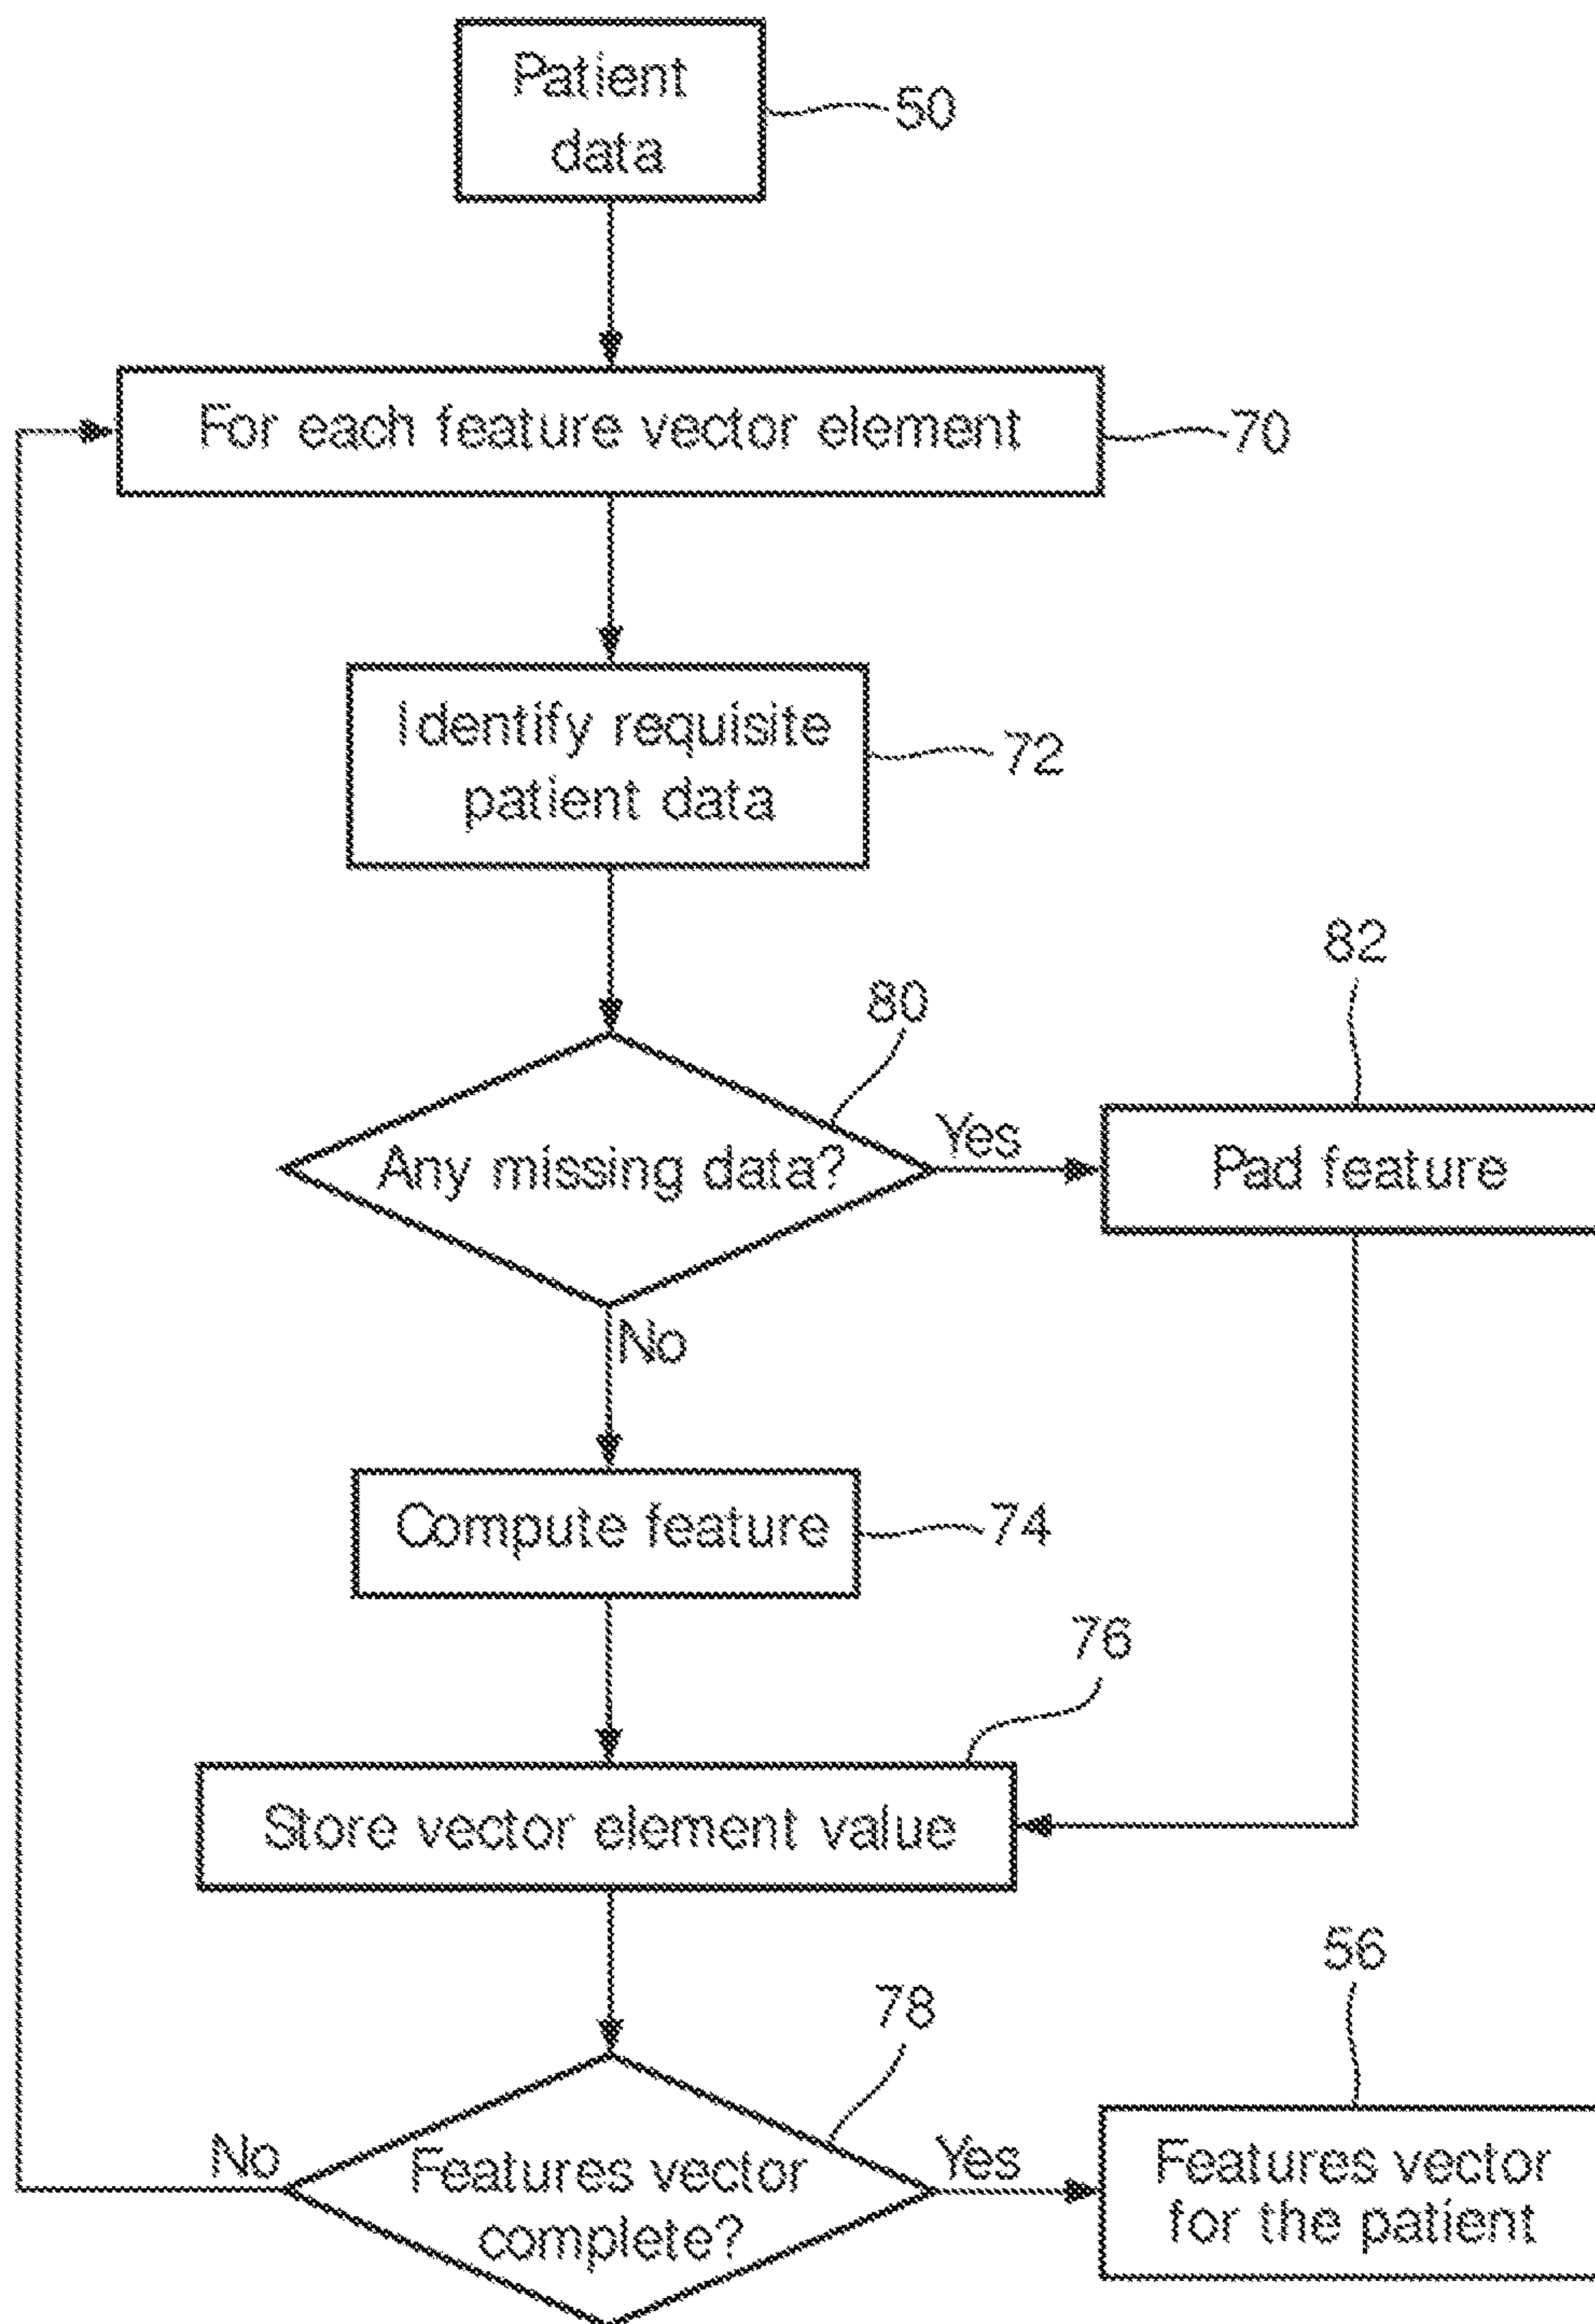 Patient
data
50
For each feature vector element
70
Identify requisite
patient data
72
82
80
Any missing data?
Yes
Pad feature
No
Compute feature
74
76
Store vector element value
56
78
No
Features vector
complete?
Yes
Features vector
for the patient